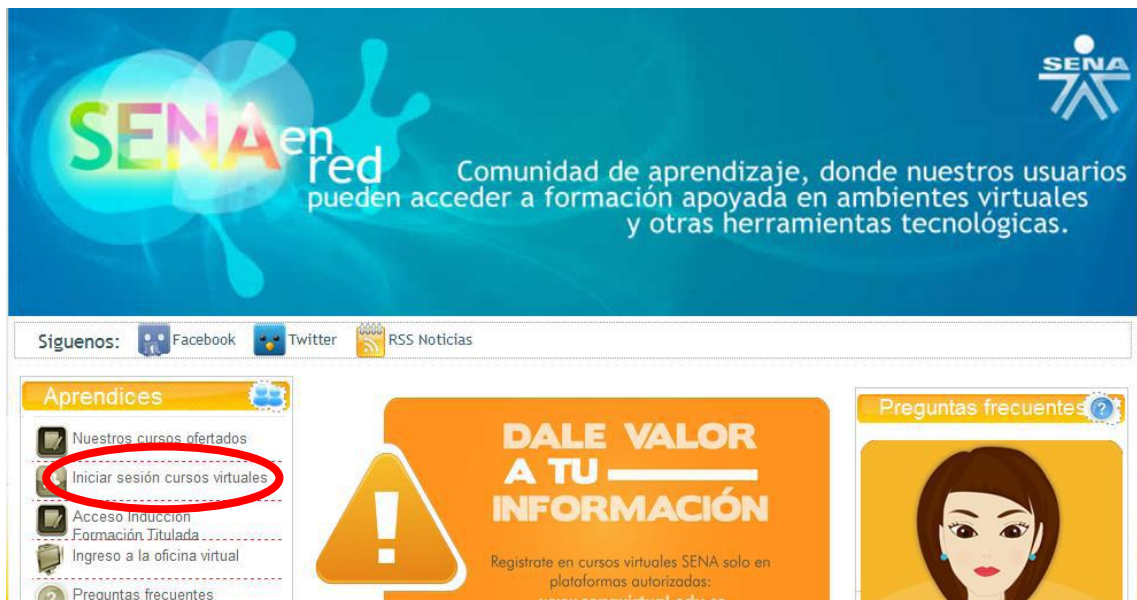 SENA en red
SENA
Comunidad de aprendizaje, donde nuestros usuarios
pueden acceder a formación apoyada en ambientes virtuales
y otras herramientas tecnológicas.
Siguenos: Facebook Twitter RSS Noticias
Aprendices
Nuestros cursos ofertados
Iniciar sesión cursos virtuales
Acceso Inducción
Formación Titulada
Ingreso a la oficina virtual
Preguntas frecuentes
DALE VALOR
A TU
INFORMACIÓN
Registrate en cursos virtuales SENA solo en
plataformas autorizadas:
Preguntas frecuentes